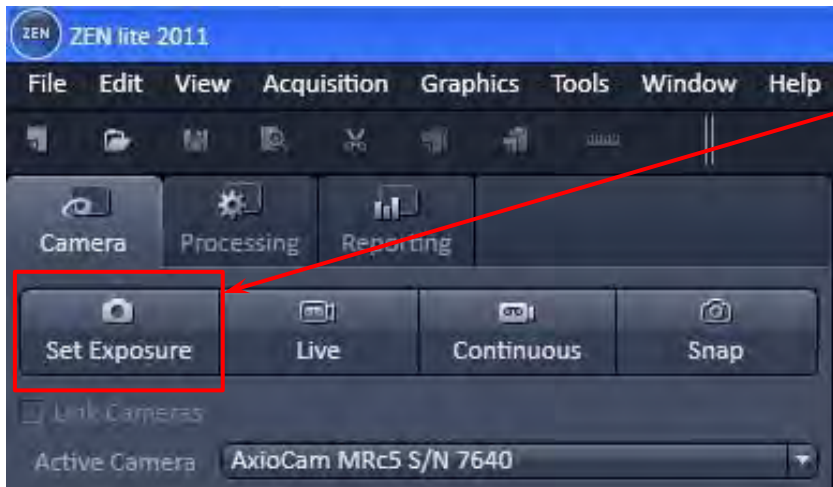 ZEN ZEN lite 2011
File Edit View Acquisition Graphics Tools Window Help
Camera Processing Reporting
Set Exposure Live Continuous Snap
Link Cameras
Active Camera AxioCam MRc5 S/N 7640